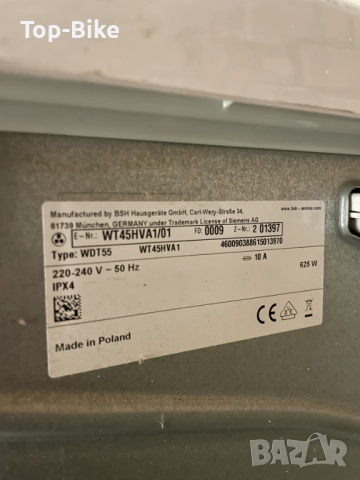 Top-Bike
Manufactured by BSH Hausgeräte GmbH, Carl-Wery-Straße 34, www.bsh-service.com
81739 München, GERMANY under Trademark License of Siemens AG
E-Nr.: WT45HVA1/01 FD: 0009 Z-Nr.: 2 01397
Type: WDT55 WT45HVA1 460090388615013970
220-240 V ~ 50 Hz 10 A 625 W
IPX4
Made in Poland
CE
BAZAR